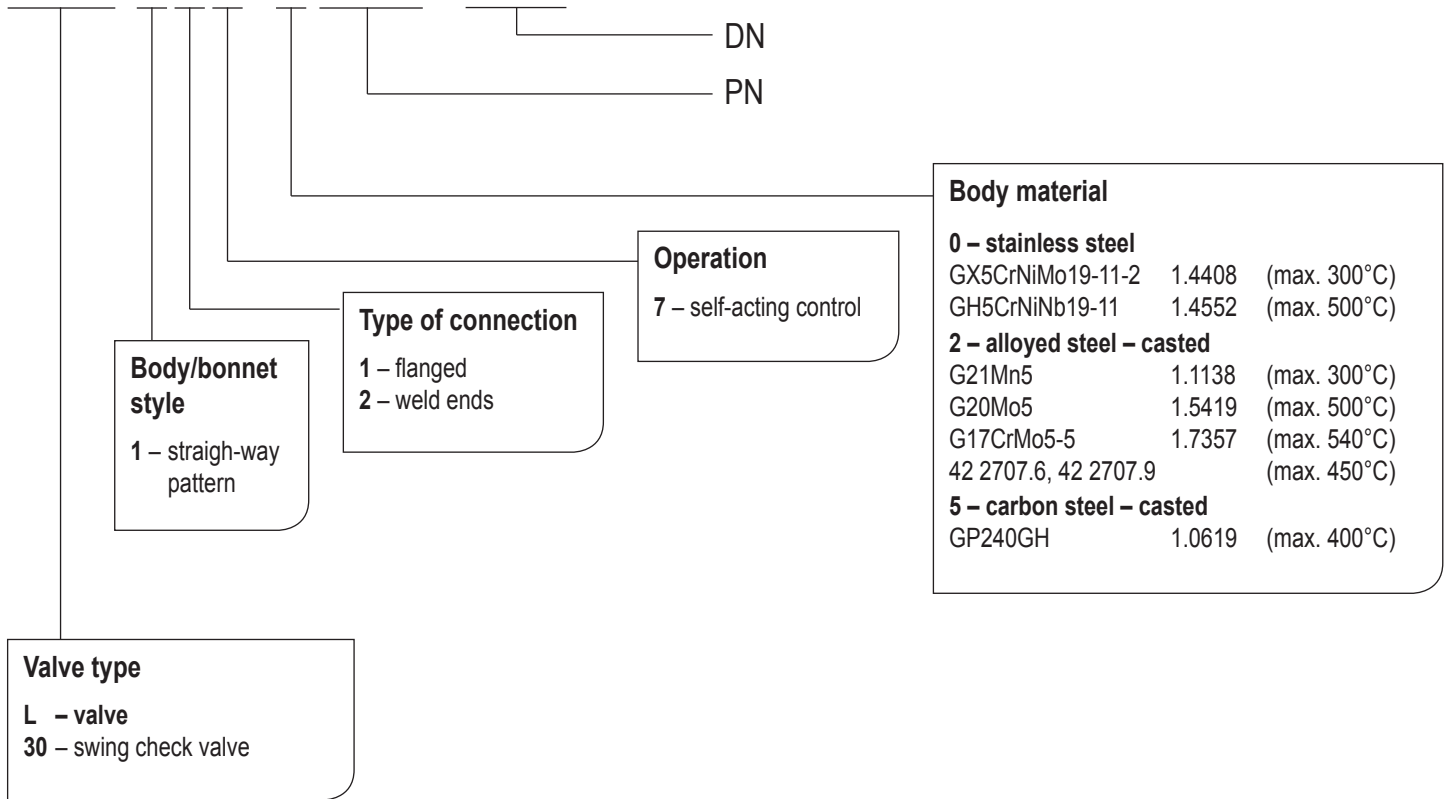 DN
PN
Body material
0 – stainless steel
GX5CrNiMo19-11-2 1.4408 (max. 300°C)
GH5CrNiNb19-11 1.4552 (max. 500°C)
2 – alloyed steel – casted
G21Mn5 1.1138 (max. 300°C)
G20Mo5 1.5419 (max. 500°C)
G17CrMo5-5 1.7357 (max. 540°C)
42 2707.6, 42 2707.9 (max. 450°C)
5 – carbon steel – casted
GP240GH 1.0619 (max. 400°C)
Operation
7 – self-acting control
Type of connection
1 – flanged
2 – weld ends
Body/bonnet
style
1 – straigh-way
pattern
Valve type
L – valve
30 – swing check valve